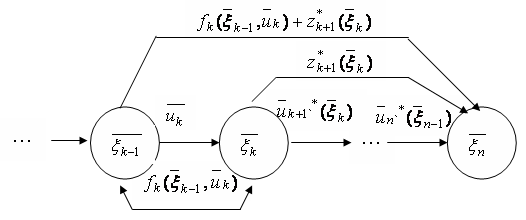 f_k(ξ̄_{k-1}, ū_k) + z*_{k+1}(ξ̄_k)
z*_{k+1}(ξ̄_k)
ū_k
ū_{k+1}`*(ξ̄_k)
ū_n`*(ξ̄_{n-1})
...
ξ̄_{k-1}
ξ̄_k
...
ξ̄_n
f_k(ξ̄_{k-1}, ū_k)